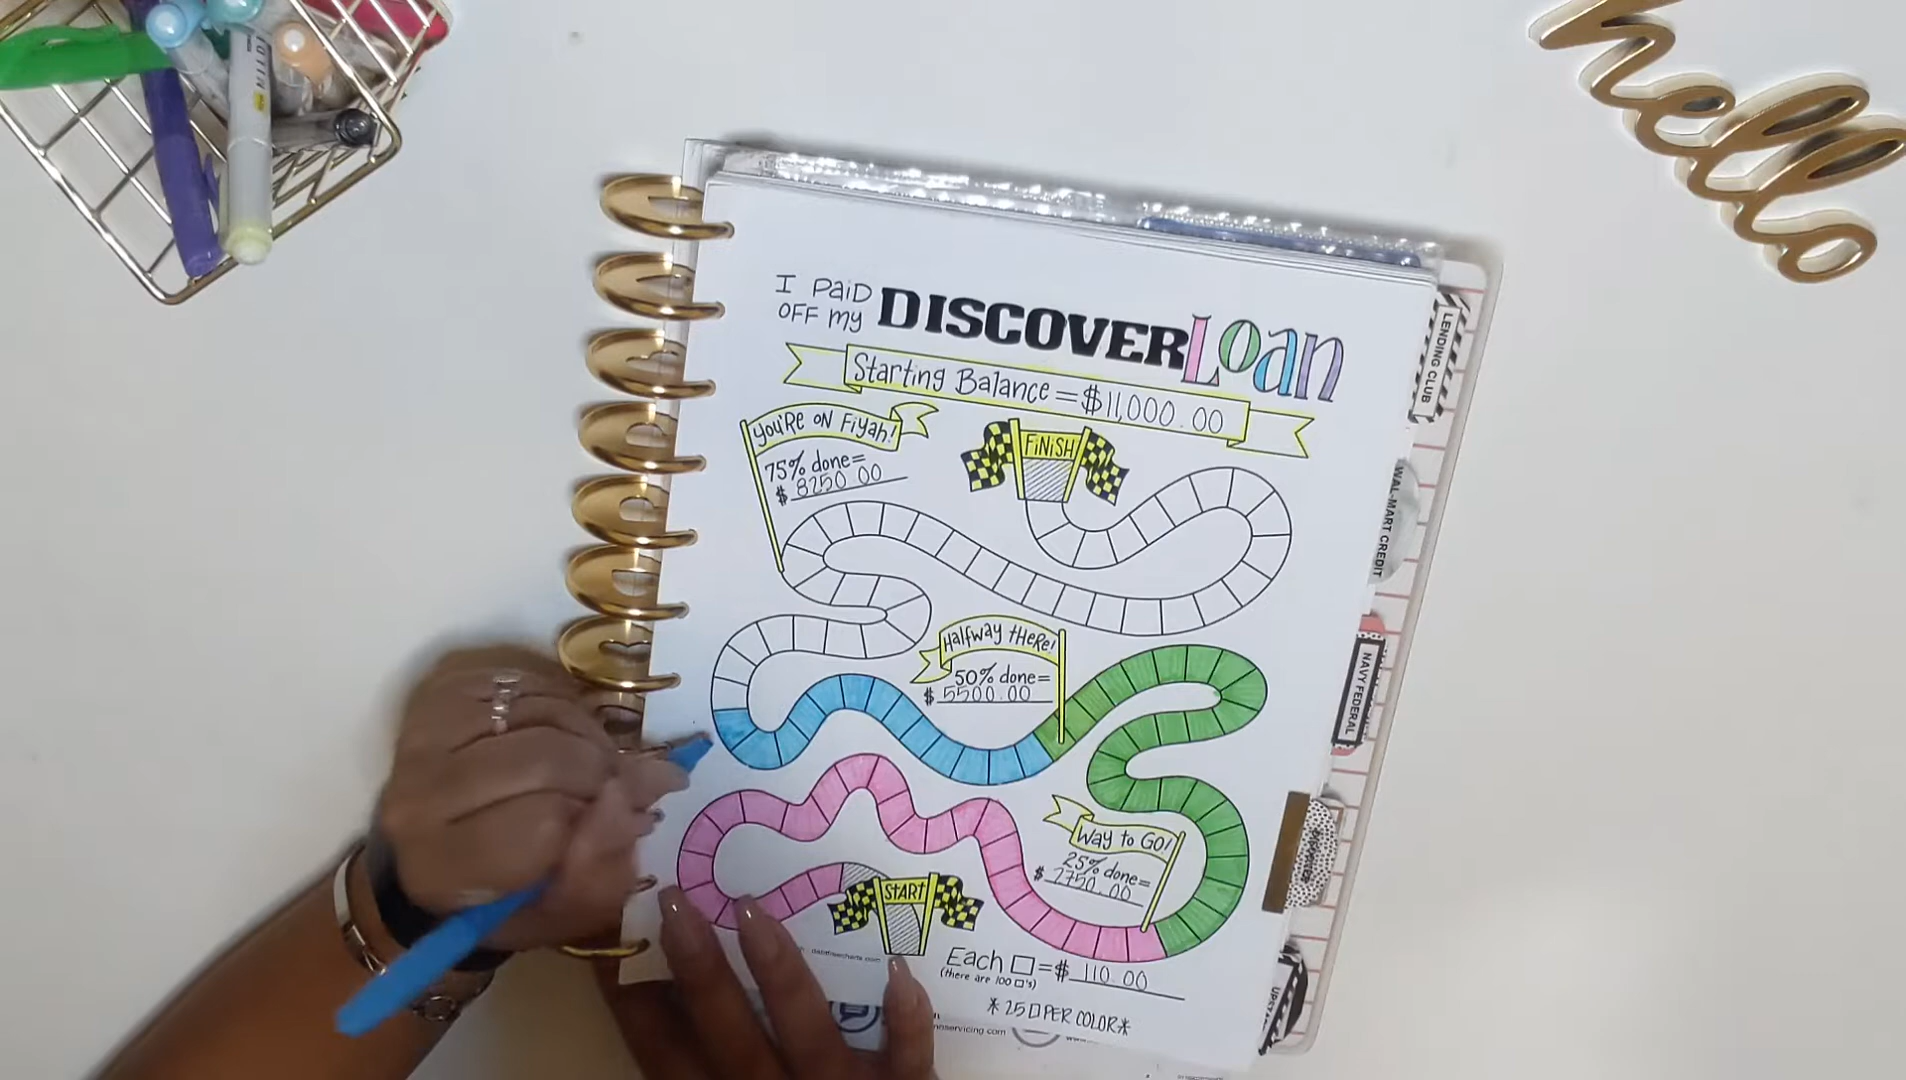 hello
I PAID OFF my DISCOVER Loan
Starting Balance = $11,000.00
you're on Fiyah!
75% done=
$ 8250 00
FINISH
Halfway there!
50% done=
$ 5500.00
Way to GO!
25% done=
$ 2750.00
START
Each □ = $ 110.00
(there are 100 □'s)
* 25 □ PER COLOR *
LENDING CLUB
WAL-MART CREDIT
NAVY FEDERAL